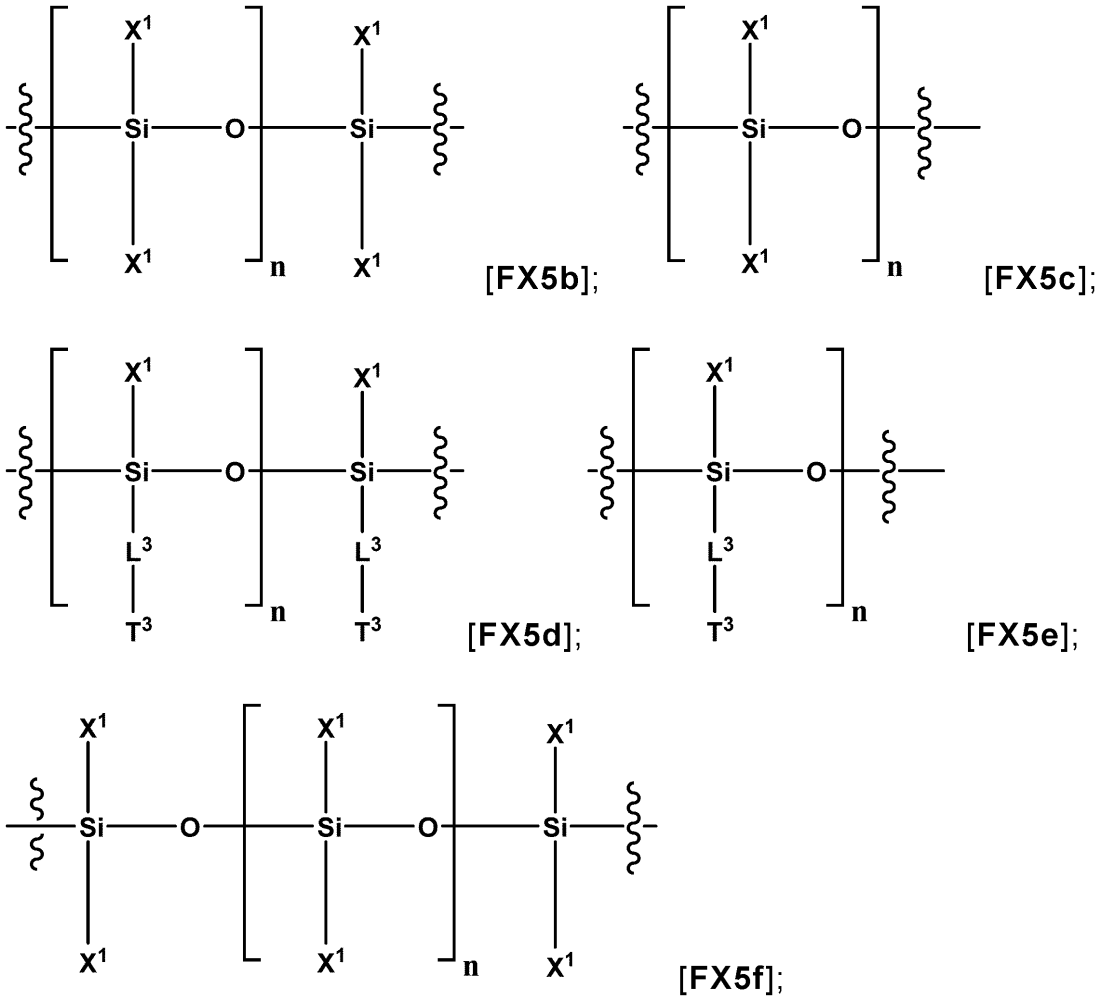 X¹ X¹ X¹
Si O Si Si O
X¹ X¹ X¹
n [FX5b]; n [FX5c];
X¹ X¹ X¹
Si O Si Si O
L³ L³ L³
n n
T³ T³ [FX5d]; T³ [FX5e];
X¹ X¹ X¹
Si O Si O Si
X¹ X¹ X¹
n [FX5f];